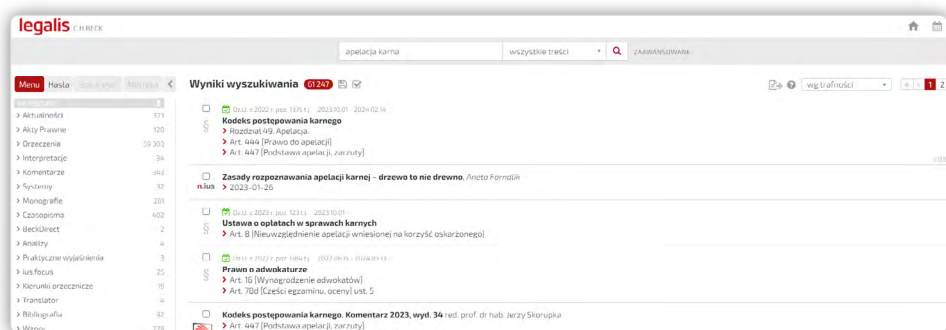 legalis C.H.BECK
apelacja karna
wszystkie treści
ZAAWANSOWANE
Menu
Hasła
Wyniki wyszukiwania 61 247
wg trafności
1 2
Aktualności 373
Akty Prawne 120
Orzeczenia 59 301
Interpretacje 34
Komentarze 343
Systemy 32
Monografie 201
Czasopisma 402
BeckDirect 2
Analizy 4
Praktyczne wyjaśnienia 3
ius.focus 25
Kierunki orzecznicze 16
Translator 4
Bibliografia 92
Wzory
Dz.U. z 2022 r. poz. 1375 t.j. 2023.10.01 - 2024.02.14
§ Kodeks postępowania karnego
Rozdział 49. Apelacja.
Art. 444 [Prawo do apelacji]
Art. 447 [Podstawa apelacji, zarzuty]
Zasady rozpoznawania apelacji karnej – drzewo to nie drewno, Aneta Fornalik
n.ius 2023-01-26
Dz.U. z 2023 r. poz. 123 t.j. 2023.10.01 -
§ Ustawa o opłatach w sprawach karnych
Art. 8 [Nieuwzględnienie apelacji wniesionej na korzyść oskarżonego]
§ Prawo o adwokaturze
Art. 16 [Wynagrodzenie adwokatów]
Art. 78d [Części egzaminu, oceny] ust. 5
Kodeks postępowania karnego. Komentarz 2023, wyd. 34 red. prof. dr hab. Jerzy Skorupka
Art. 447 [Podstawa apelacji, zarzuty]